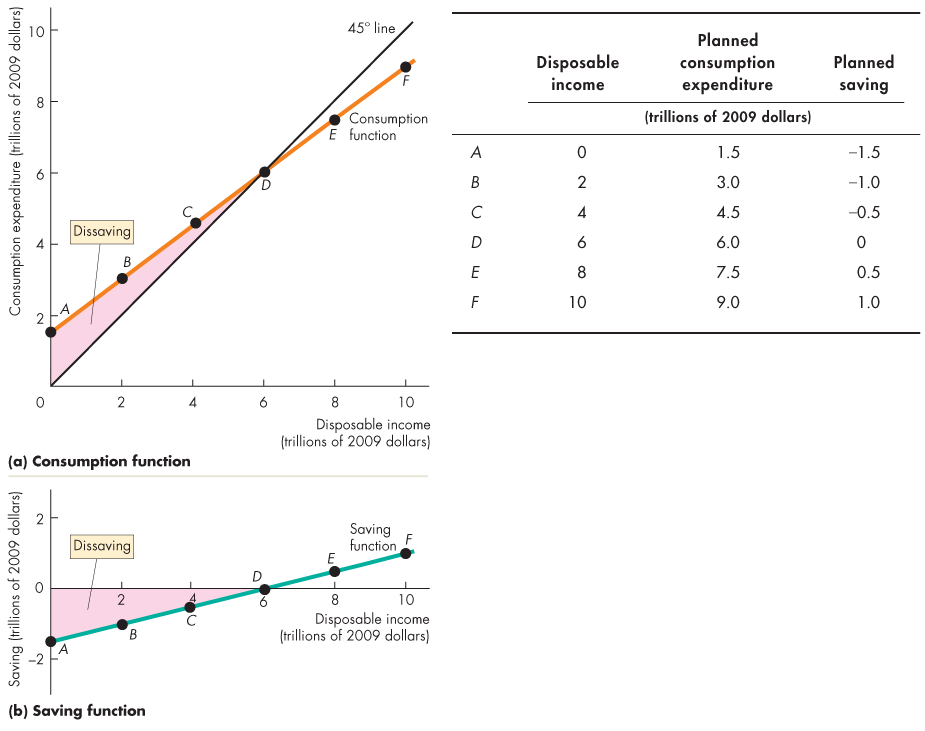 Consumption expenditure (trillions of 2009 dollars)
10
8
6
4
2
0
2
4
6
8
10
45° line
Consumption
function
Dissaving
A
B
C
D
E
F
Disposable income
(trillions of 2009 dollars)
(a) Consumption function
Saving (trillions of 2009 dollars)
2
0
–2
2
4
6
8
10
Dissaving
Saving
function
A
B
C
D
E
F
Disposable income
(trillions of 2009 dollars)
(b) Saving function
Disposable income
Planned consumption expenditure
Planned saving
(trillions of 2009 dollars)
A 0 1.5 –1.5
B 2 3.0 –1.0
C 4 4.5 –0.5
D 6 6.0 0
E 8 7.5 0.5
F 10 9.0 1.0